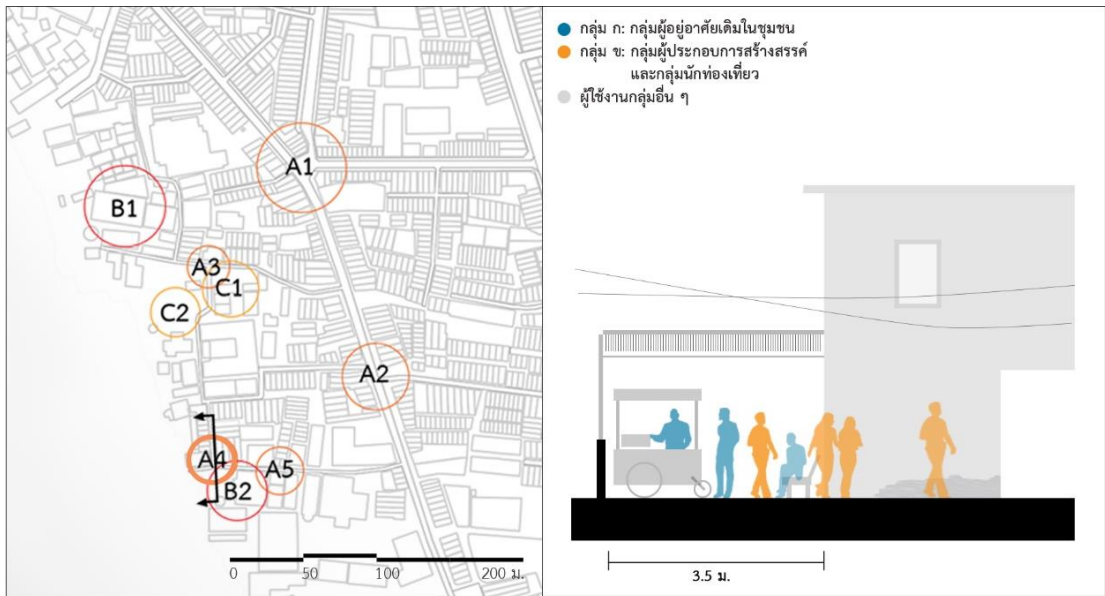 A1
B1
A3
C1
C2
A2
A4
A5
B2
0 50 100 200 ม.
กลุ่ม ก: กลุ่มผู้อยู่อาศัยเดิมในชุมชน
กลุ่ม ข: กลุ่มผู้ประกอบการสร้างสรรค์
และกลุ่มนักท่องเที่ยว
ผู้ใช้งานกลุ่มอื่น ๆ
3.5 ม.